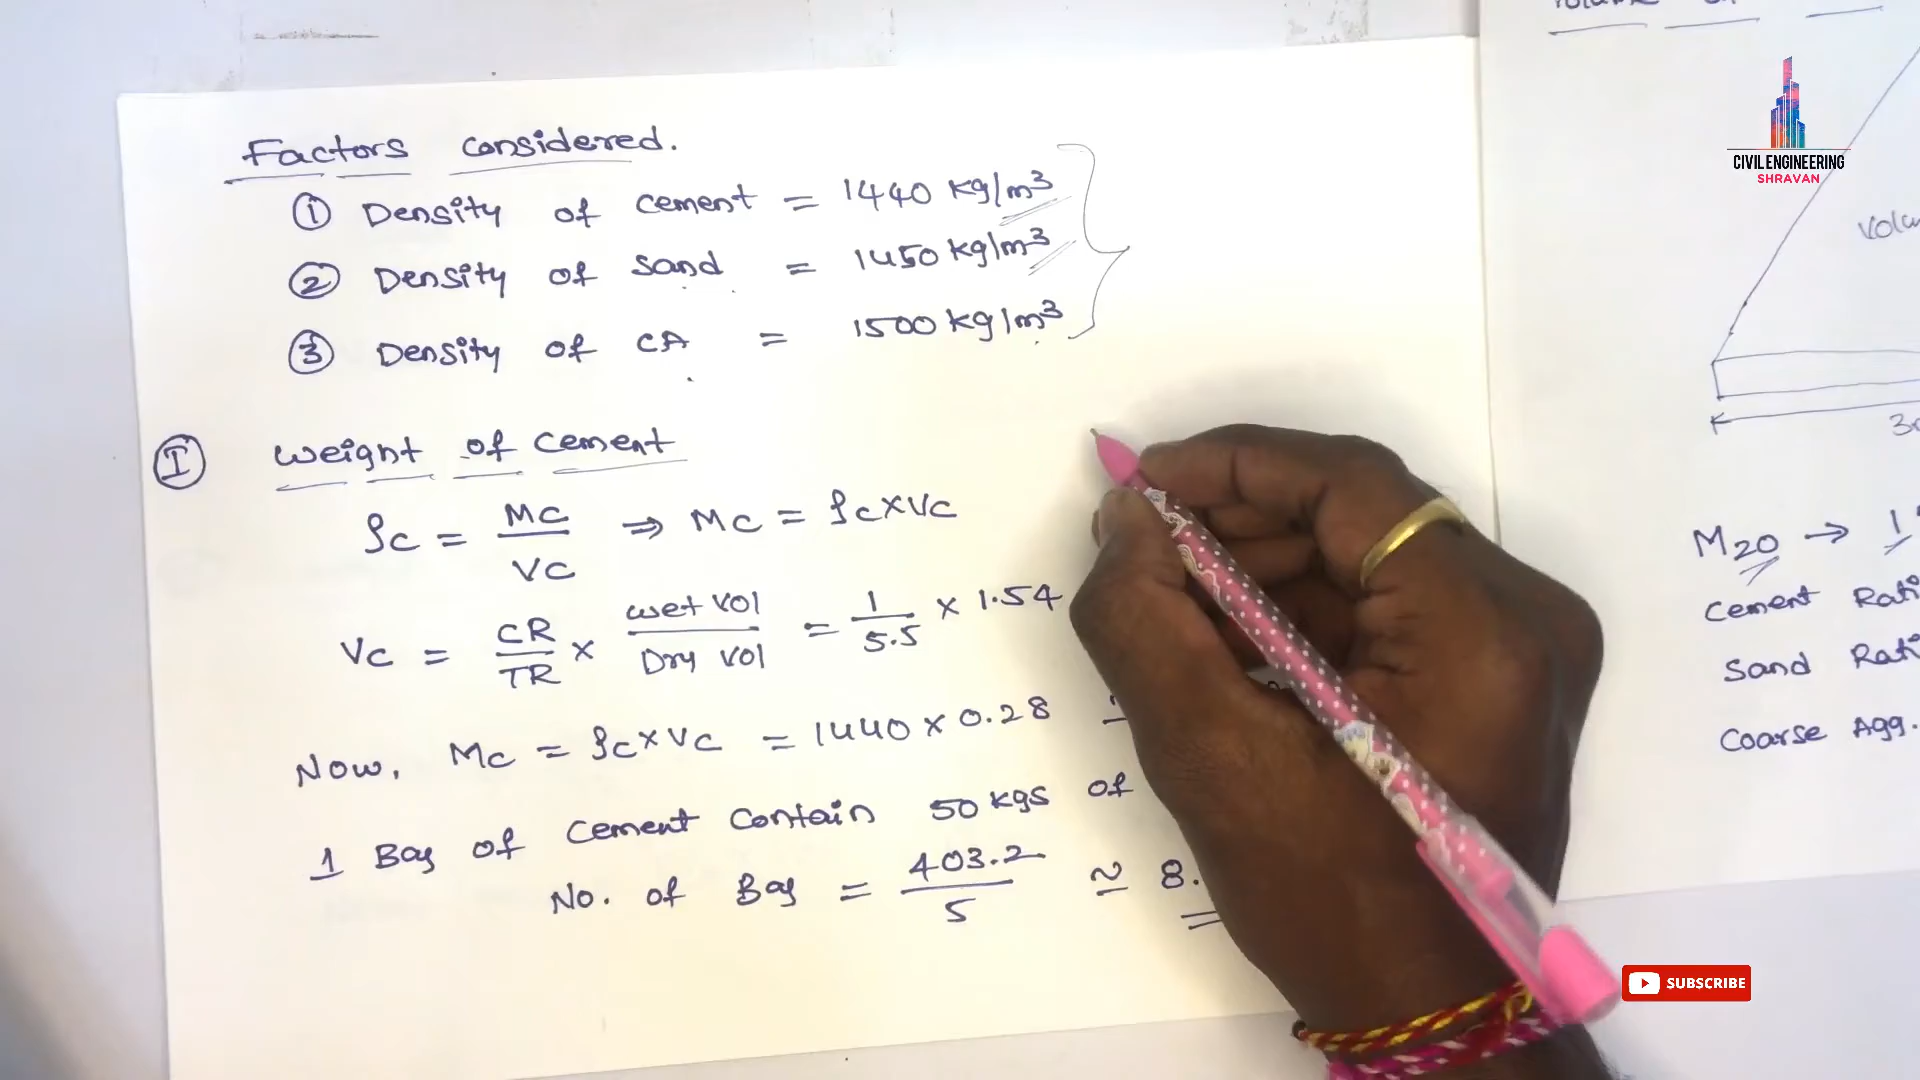 Factors considered.
① Density of cement = 1440 kg/m³
② Density of sand = 1450 kg/m³
③ Density of CA = 1500 kg/m³
Ⓘ Weight of cement
ρc = Mc/Vc ⇒ Mc = ρc×Vc
Vc = CR/TR × wet vol/Dry vol = 1/5.5 × 1.54
Now, Mc = ρc×Vc = 1440 × 0.28
1 Bag of cement contain 50 kgs of
No. of Bag = 403.2/5 ≈ 8.
CIVIL ENGINEERING
SHRAVAN
M20 → 1
Cement
Sand
Coarse Agg.
SUBSCRIBE